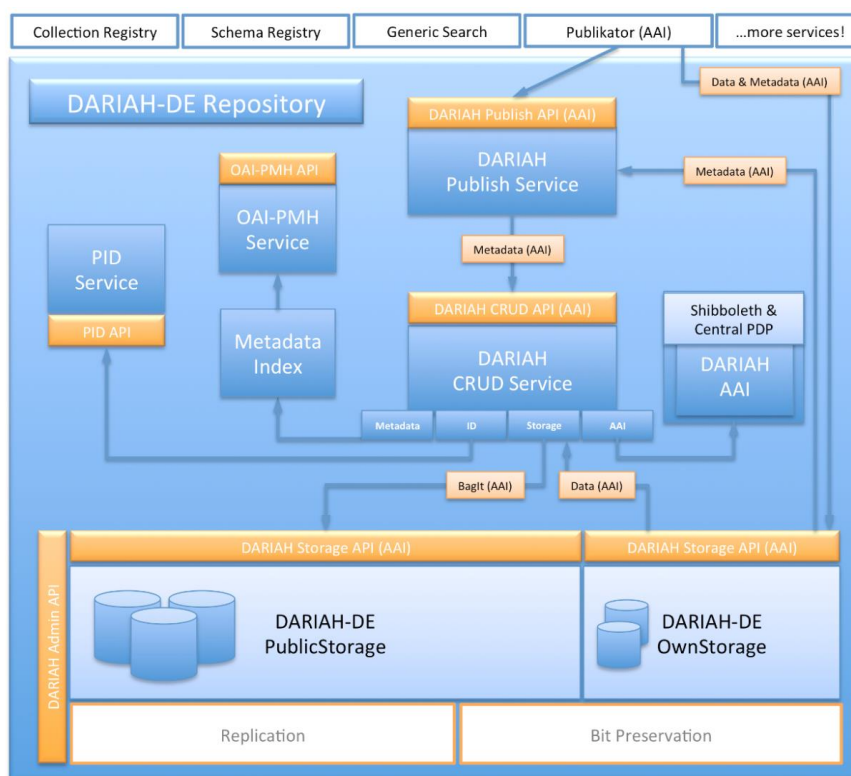 Collection Registry
Schema Registry
Generic Search
Publikator (AAI)
...more services!
Data & Metadata (AAI)
DARIAH-DE Repository
DARIAH Publish API (AAI)
DARIAH
Publish Service
OAI-PMH API
OAI-PMH
Service
Metadata (AAI)
PID
Service
PID API
Metadata (AAI)
Metadata
Index
DARIAH CRUD API (AAI)
DARIAH
CRUD Service
Shibboleth &
Central PDP
DARIAH
AAI
Metadata
ID
Storage
AAI
BagIt (AAI)
Data (AAI)
DARIAH Storage API (AAI)
DARIAH Storage API (AAI)
DARIAH Admin API
DARIAH-DE
PublicStorage
DARIAH-DE
OwnStorage
Replication
Bit Preservation